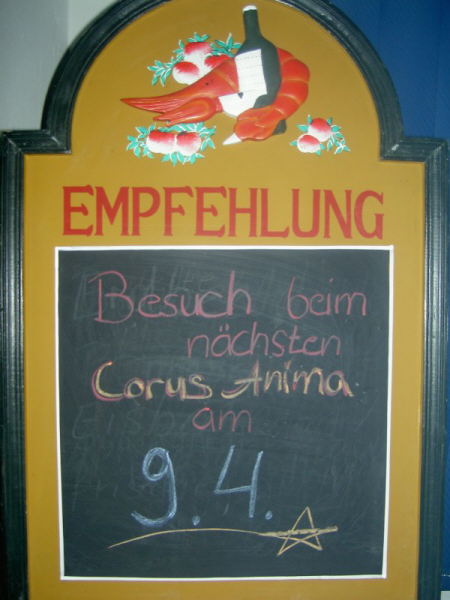 EMPFEHLUNG
Besuch beim
nächsten
Corus Anima
am
9.4.